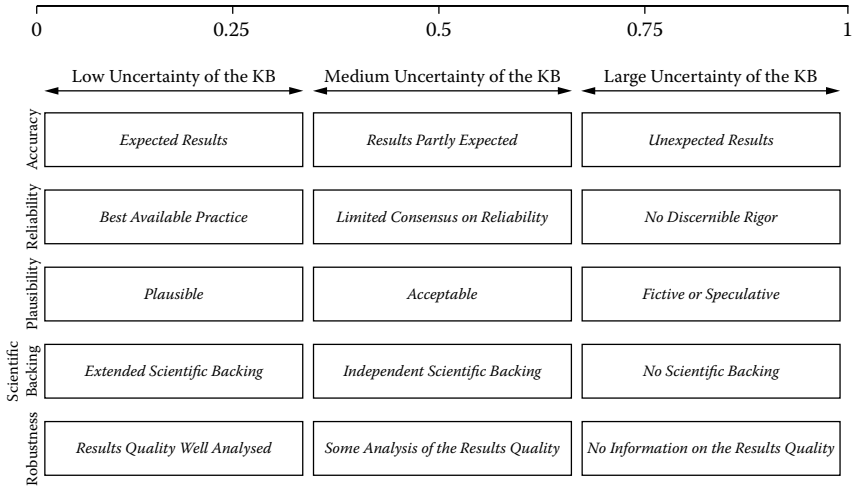 0 0.25 0.5 0.75 1
Low Uncertainty of the KB Medium Uncertainty of the KB Large Uncertainty of the KB
Accuracy
Expected Results Results Partly Expected Unexpected Results
Reliability
Best Available Practice Limited Consensus on Reliability No Discernible Rigor
Plausibility
Plausible Acceptable Fictive or Speculative
Scientific
Backing
Extended Scientific Backing Independent Scientific Backing No Scientific Backing
Robustness
Results Quality Well Analysed Some Analysis of the Results Quality No Information on the Results Quality